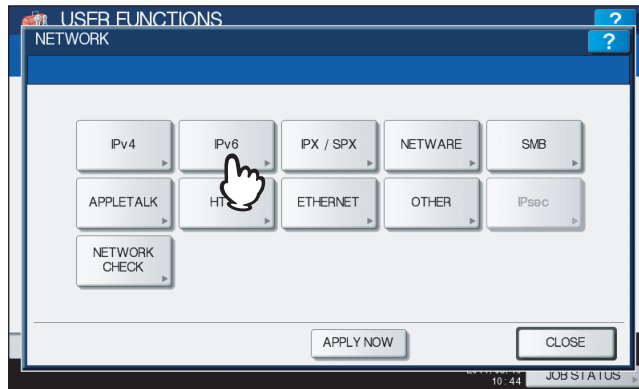 USER FUNCTIONS
?
NETWORK
?
IPv4
IPv6
IPX / SPX
NETWARE
SMB
APPLETALK
ETHERNET
OTHER
IPsec
NETWORK
CHECK
APPLY NOW
CLOSE
10:44
JOB STATUS